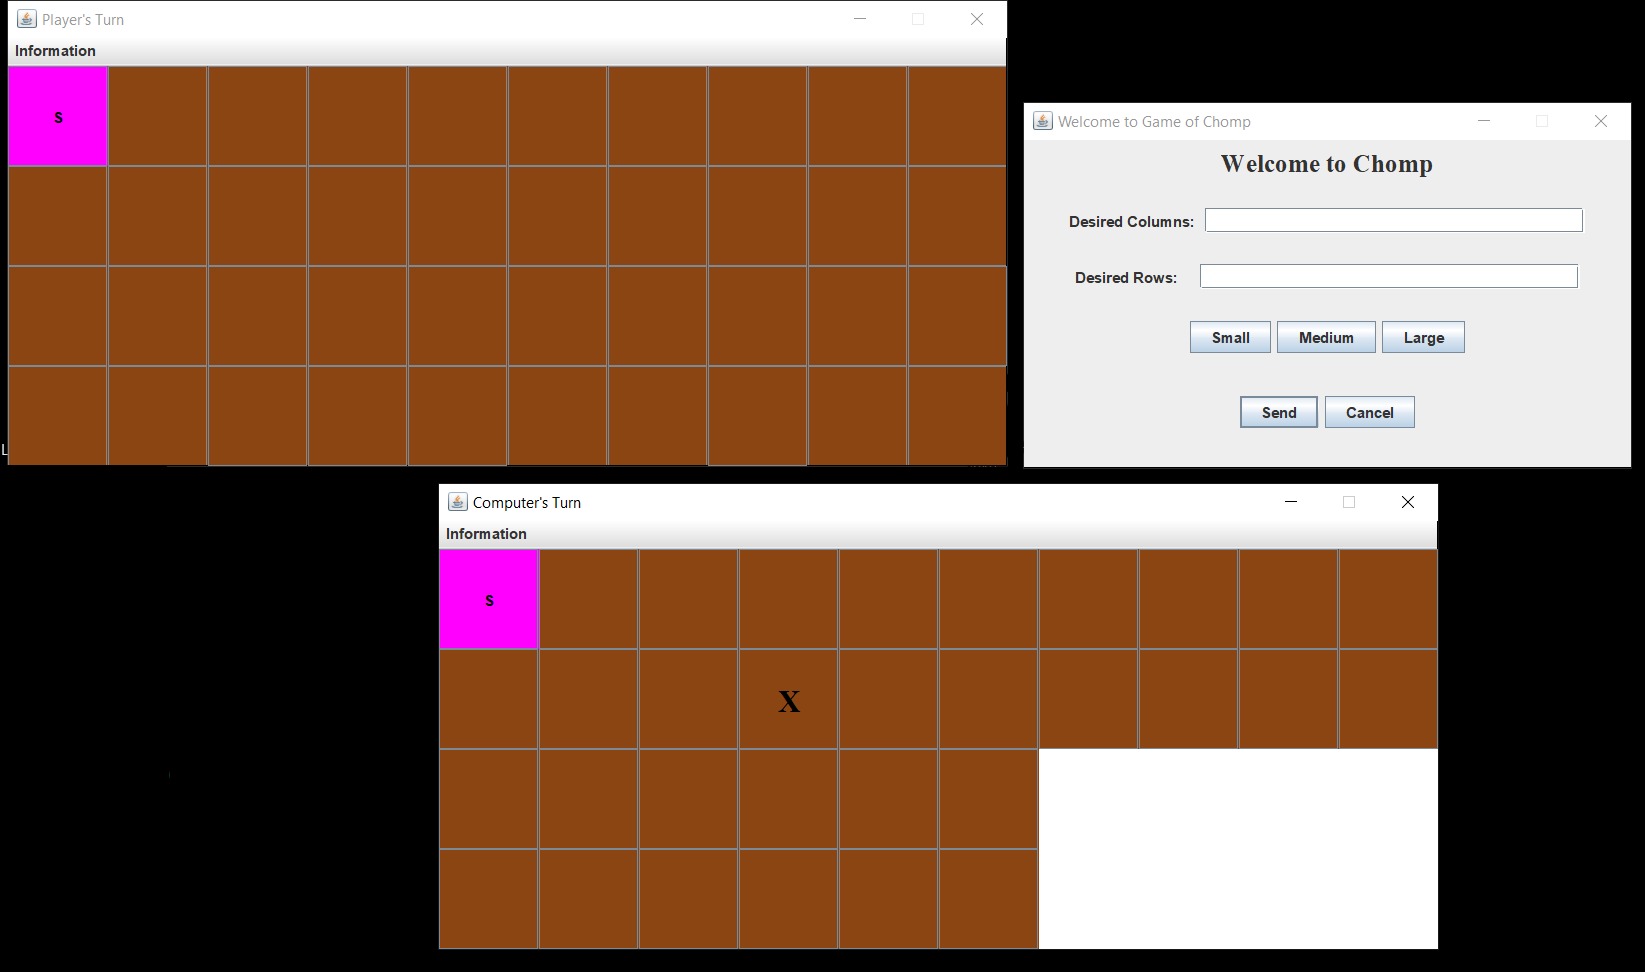 Player's Turn
Information
S
L
Welcome to Game of Chomp
Welcome to Chomp
Desired Columns:
Desired Rows:
Small Medium Large
Send Cancel
Computer's Turn
Information
S
X